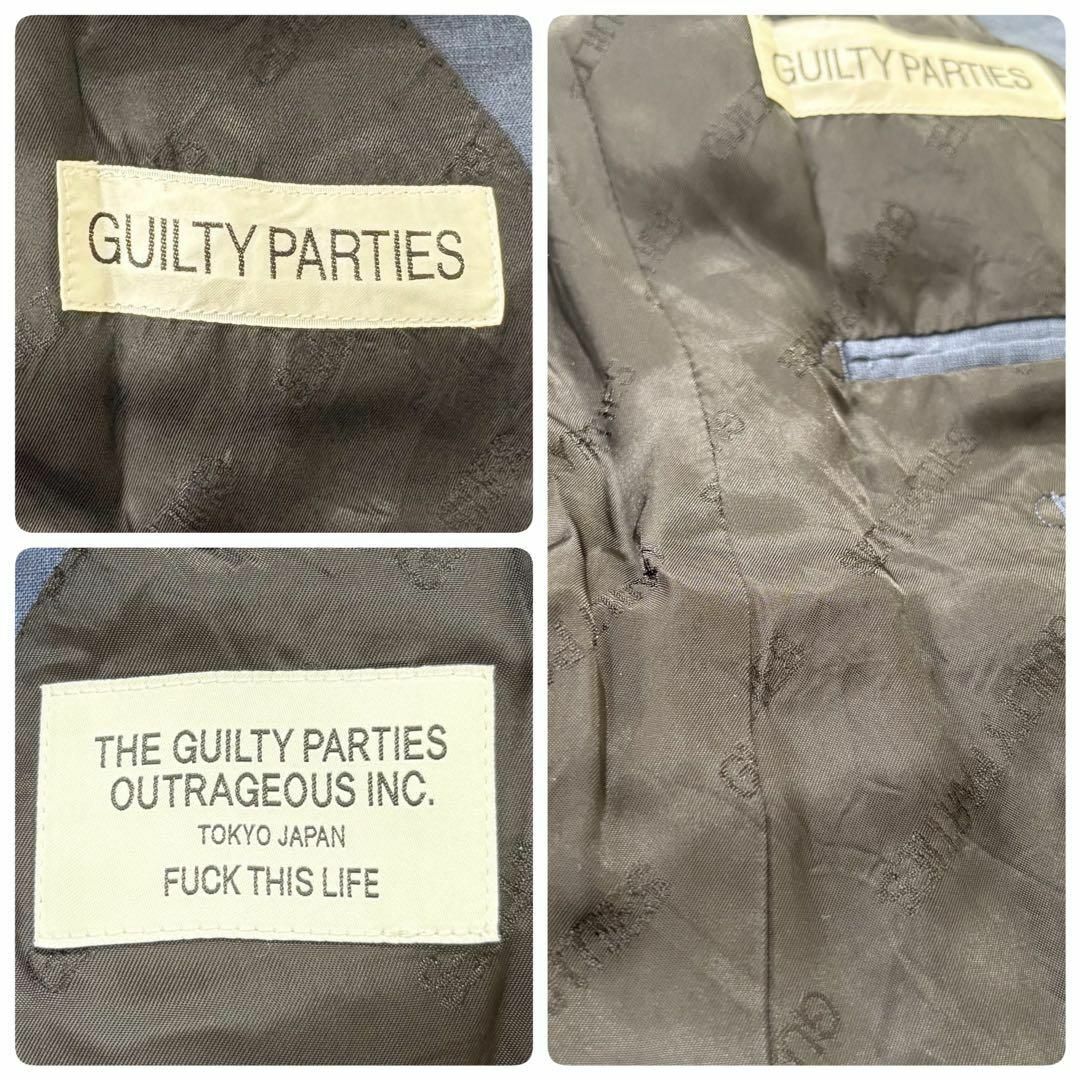 GUILTY PARTIES
GUILTY PARTIES
THE GUILTY PARTIES
OUTRAGEOUS INC.
TOKYO JAPAN
FUCK THIS LIFE